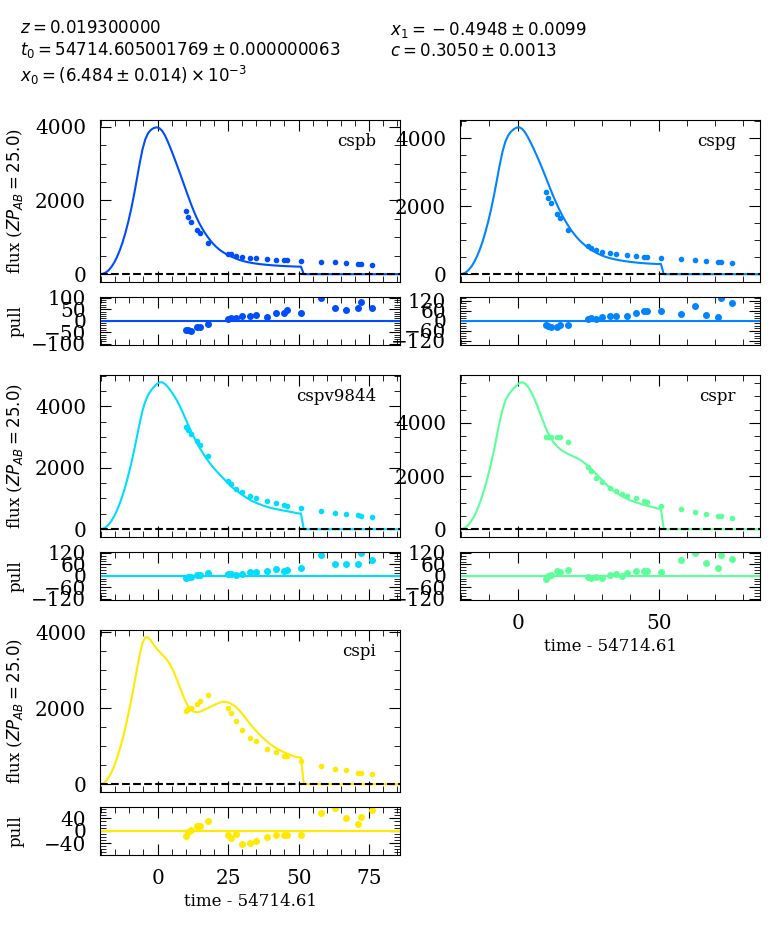 z = 0.019300000
t₀ = 54714.605001769 ± 0.000000063
x₀ = (6.484 ± 0.014) × 10⁻³
x₁ = −0.4948 ± 0.0099
c = 0.3050 ± 0.0013
flux (ZP_AB = 25.0)
4000
2000
0
cspb
4000
2000
0
cspg
pull
100
50
0
−50
−100
120
60
0
−60
−120
flux (ZP_AB = 25.0)
4000
2000
0
cspv9844
4000
2000
0
cspr
pull
120
60
0
−60
−120
120
60
0
−60
−120
0
50
time - 54714.61
flux (ZP_AB = 25.0)
4000
2000
0
cspi
pull
40
0
−40
0
25
50
75
time - 54714.61